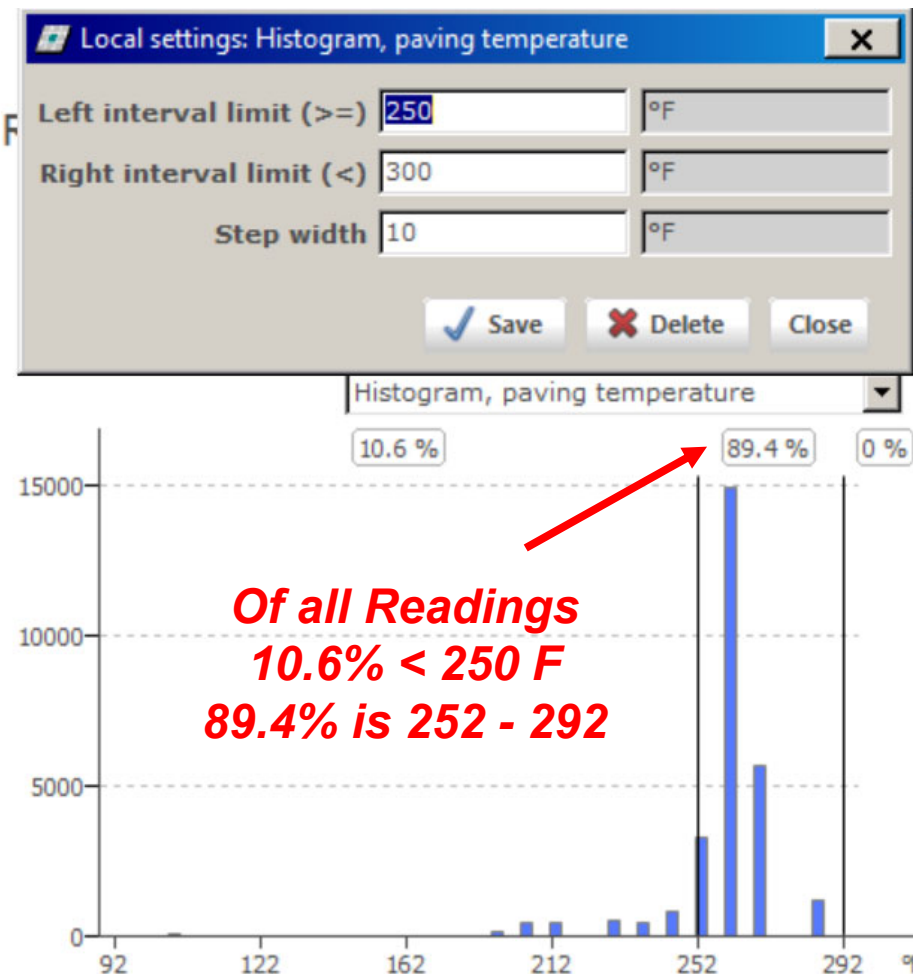 Local settings: Histogram, paving temperature
Left interval limit (>=) 250 °F
Right interval limit (<) 300 °F
Step width 10 °F
Save Delete Close
Histogram, paving temperature
10.6 % 89.4 % 0 %
15000
Of all Readings
10000
10.6% < 250 F
89.4% is 252 - 292
5000
0
92 122 162 212 252 292 °